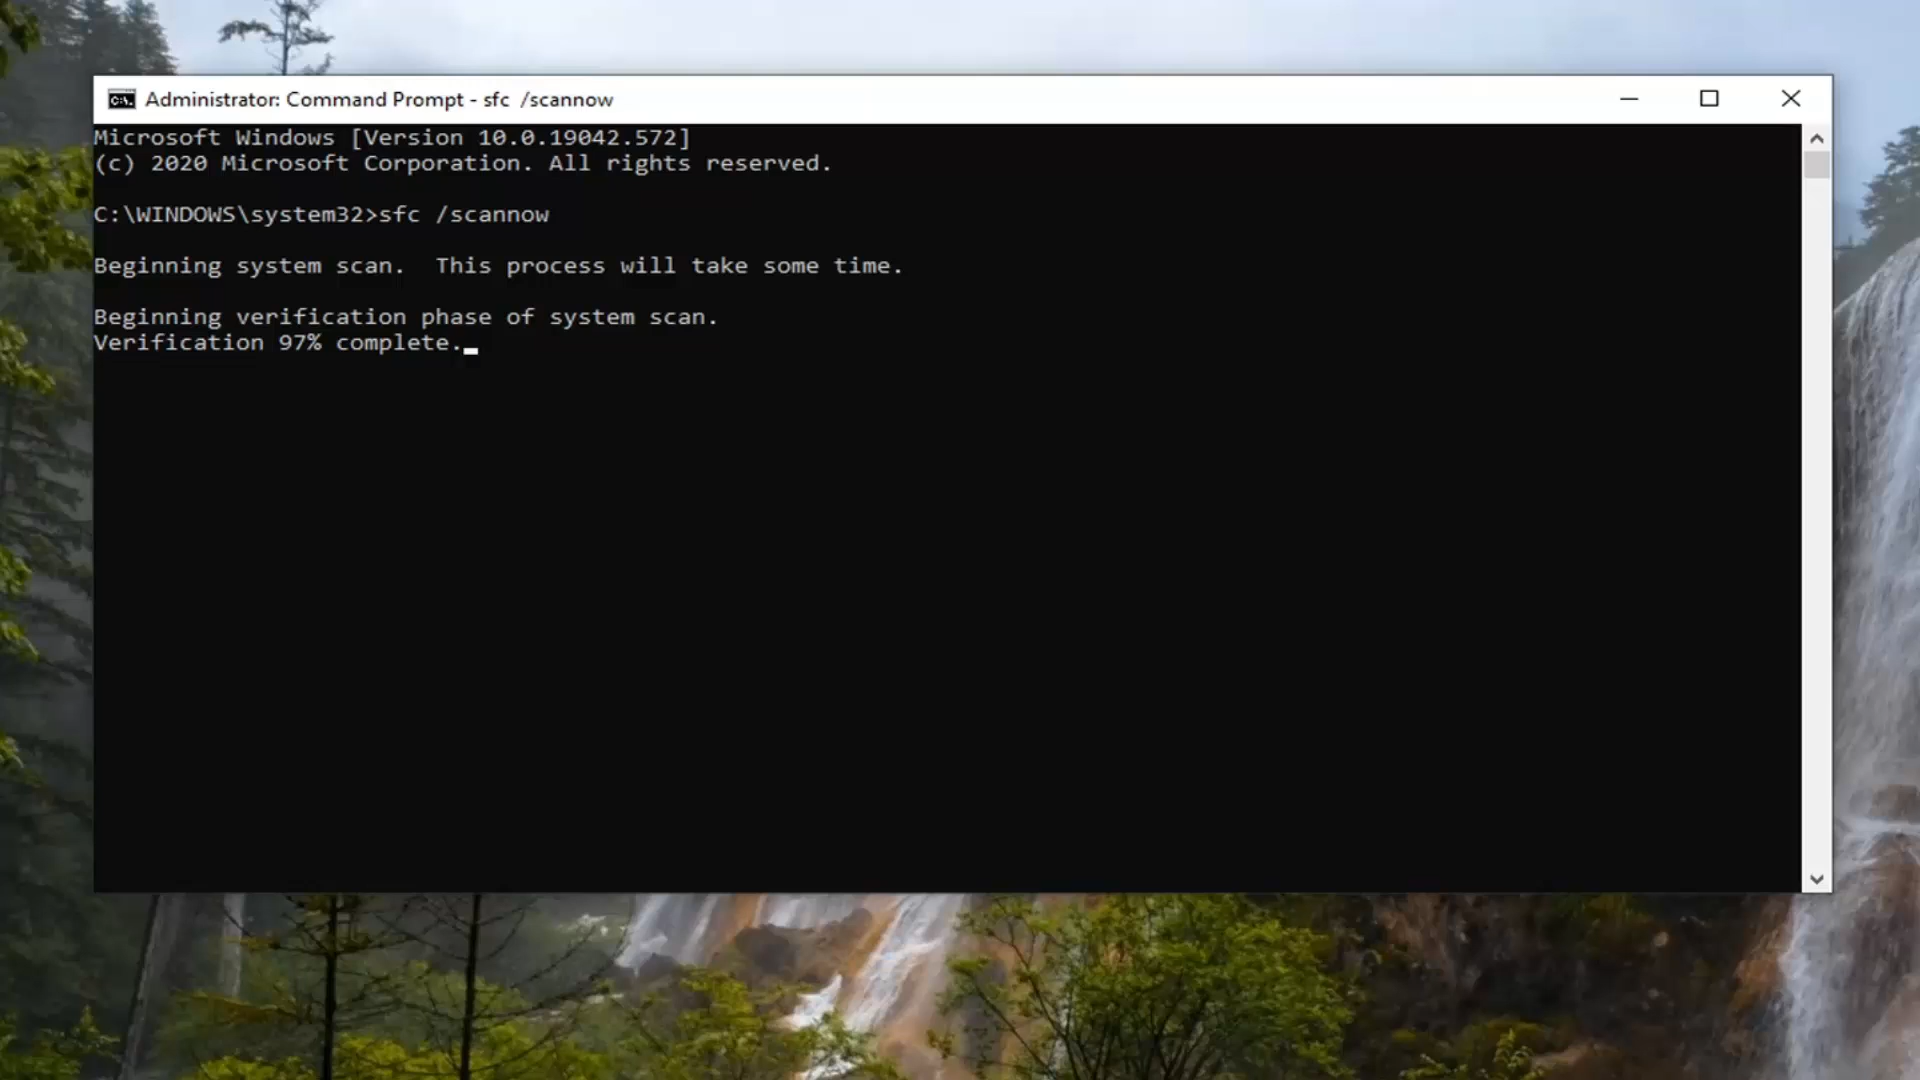 Administrator: Command Prompt - sfc  /scannow
Microsoft Windows [Version 10.0.19042.572]
(c) 2020 Microsoft Corporation. All rights reserved.
C:\WINDOWS\system32>sfc /scannow
Beginning system scan.  This process will take some time.
Beginning verification phase of system scan.
Verification 97% complete.